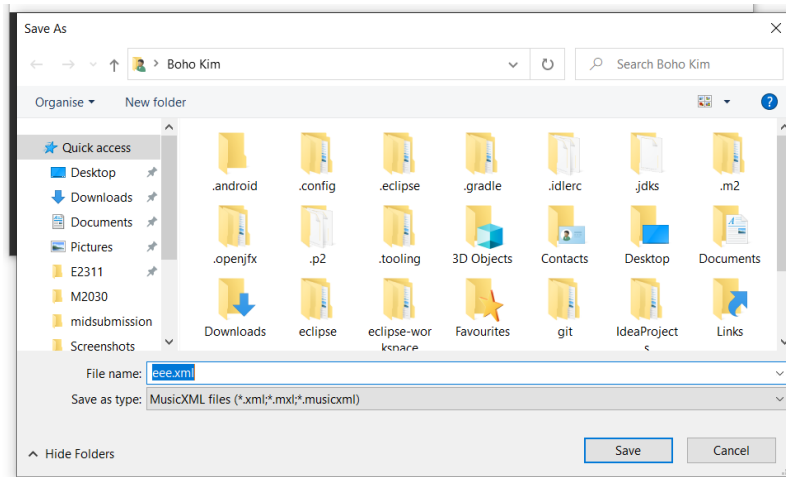 Save As
Boho Kim
Search Boho Kim
Organise
New folder
?
Quick access
Desktop
Downloads
Documents
Pictures
E2311
M2030
midsubmission
Screenshots
.android .config .eclipse .gradle .idlerc .jdks .m2
.openjfx .p2 .tooling 3D Objects Contacts Desktop Documents
Downloads eclipse eclipse-wor Favourites git IdeaProject Links
kspace s
File name: eee.xml
Save as type: MusicXML files (*.xml;*.mxl;*.musicxml)
Hide Folders
Save Cancel